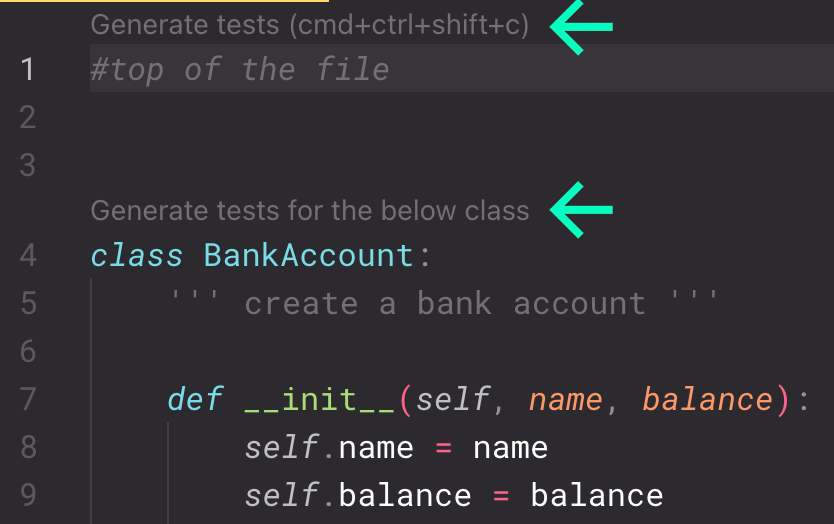 Generate tests (cmd+ctrl+shift+c)
1 #top of the file
2
3
Generate tests for the below class
4 class BankAccount:
5 ''' create a bank account '''
6
7 def __init__(self, name, balance):
8 self.name = name
9 self.balance = balance